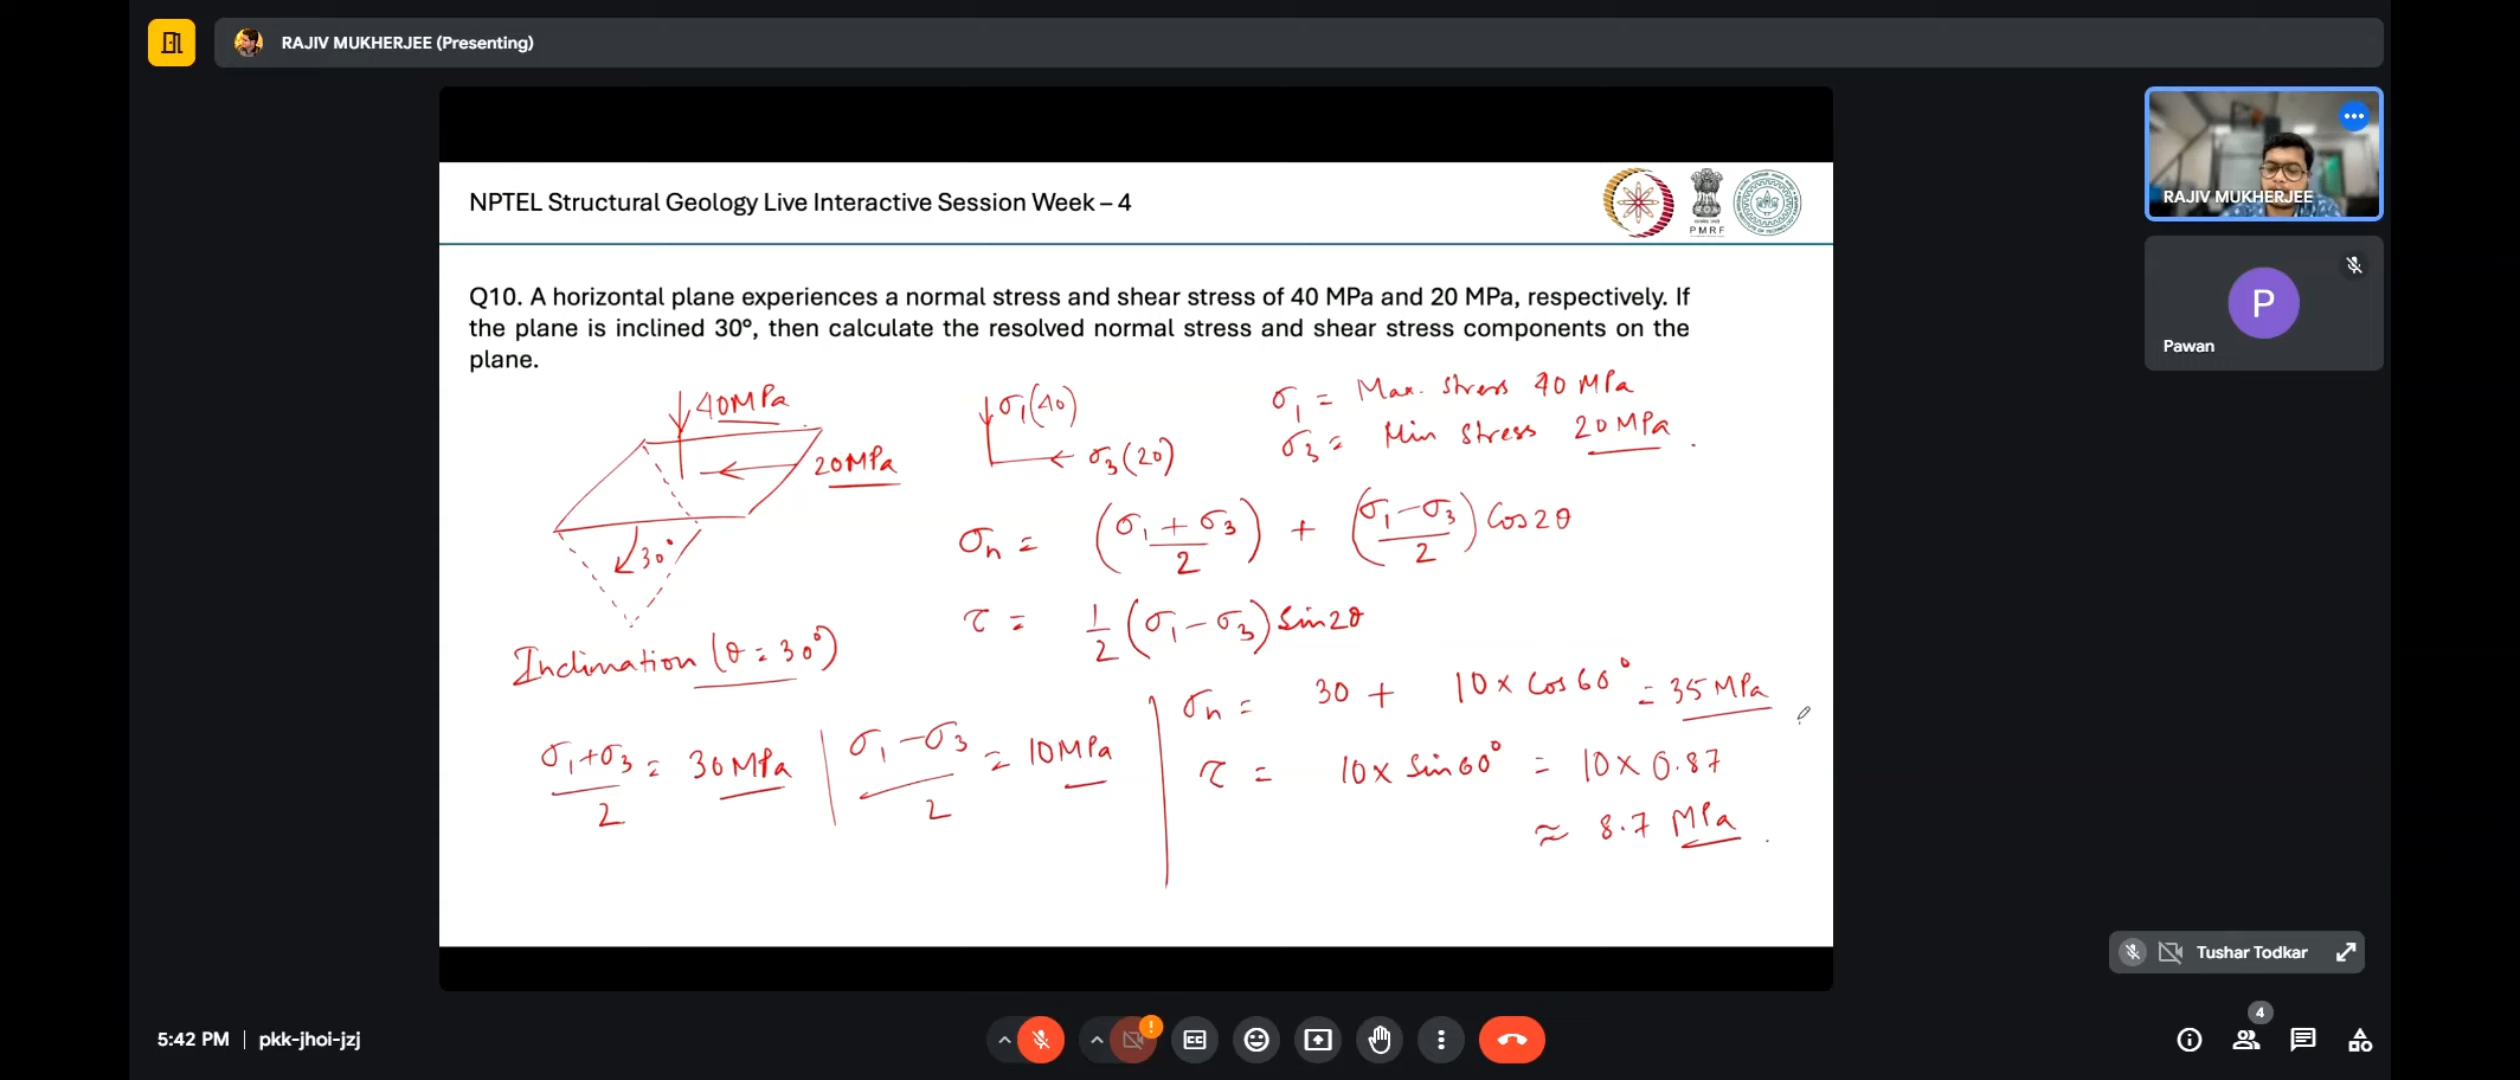 RAJIV MUKHERJEE (Presenting)
NPTEL Structural Geology Live Interactive Session Week – 4
PMRF
Q10. A horizontal plane experiences a normal stress and shear stress of 40 MPa and 20 MPa, respectively. If
the plane is inclined 30°, then calculate the resolved normal stress and shear stress components on the
plane.
40MPa
20MPa
30°
σ1(40)
σ3(20)
σ1 = Max. stress 40 MPa
σ3 = Min stress 20 MPa.
σn = (σ1 + σ3 / 2) + (σ1 - σ3 / 2) Cos 2θ
τ = 1/2 (σ1 - σ3) Sin 2θ
Inclination (θ = 30°)
σ1 + σ3 / 2 = 30 MPa
σ1 - σ3 / 2 = 10 MPa
σn = 30 + 10 × Cos 60° = 35 MPa
τ = 10 × Sin 60° = 10 × 0.87
≈ 8.7 MPa.
RAJIV MUKHERJEE
P
Pawan
Tushar Todkar
5:42 PM | pkk-jhoi-jzj
!
CC
4